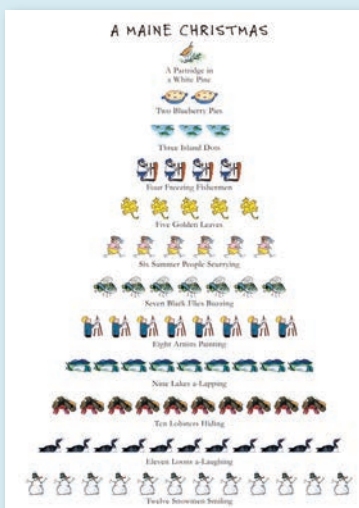 A MAINE CHRISTMAS
A Partridge in
a White Pine
Two Blueberry Pies
Three Island Dots
Four Freezing Fishermen
Five Golden Leaves
Six Summer People Scurrying
Seven Black Flies Buzzing
Eight Artists Painting
Nine Lakes a-Lapping
Ten Lobsters Hiding
Eleven Loons a-Laughing
Twelve Snowmen Smiling